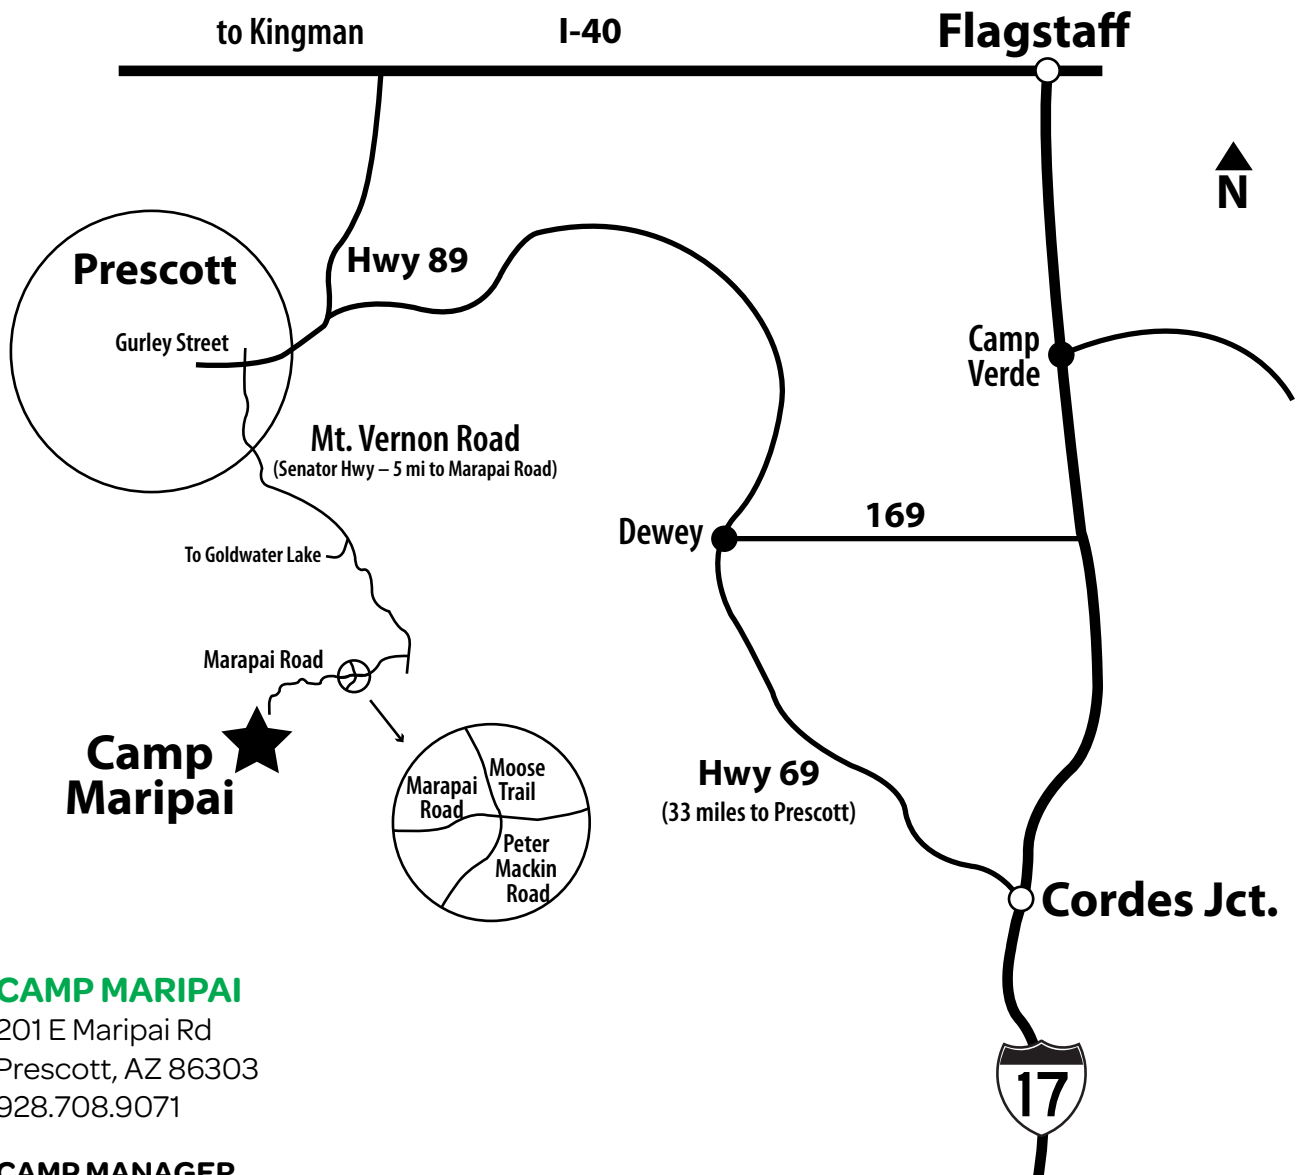 to Kingman
I-40
Flagstaff
N
Prescott
Hwy 89
Gurley Street
Camp
Verde
Mt. Vernon Road
(Senator Hwy – 5 mi to Marapai Road)
169
Dewey
To Goldwater Lake
Marapai Road
Camp
Maripai
Marapai
Road
Moose
Trail
Peter
Mackin
Road
Hwy 69
(33 miles to Prescott)
Cordes Jct.
CAMP MARIPAI
201 E Maripai Rd
Prescott, AZ 86303
928.708.9071
17
CAMP MANAGER